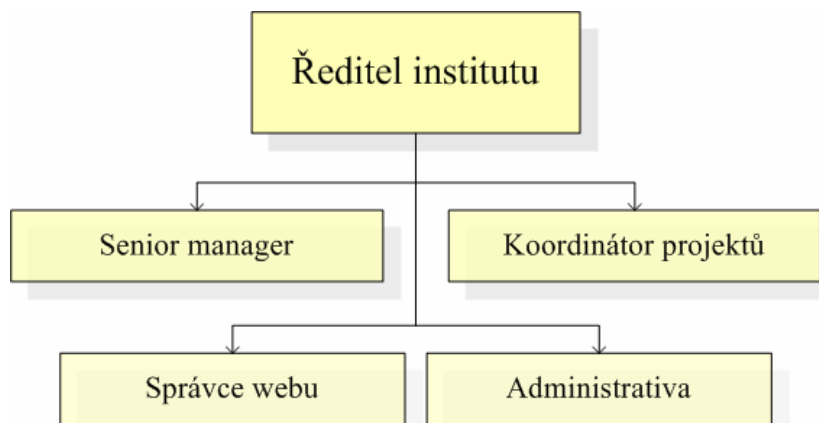 Ředitel institutu
Senior manager
Koordinátor projektů
Správce webu
Administrativa